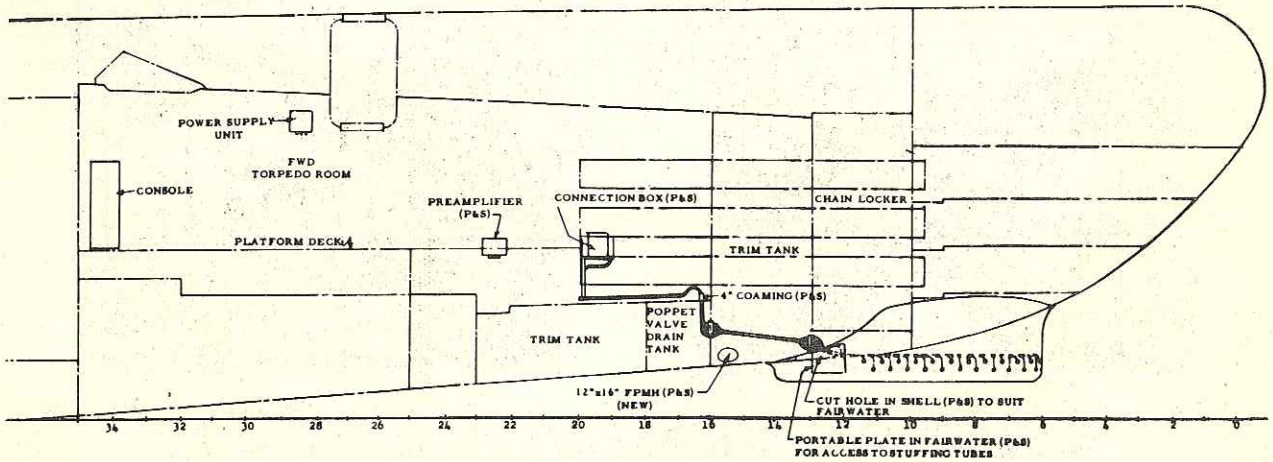 POWER SUPPLY
UNIT
FWD
TORPEDO ROOM
CONSOLE
PREAMPLIFIER
(P&S)
CONNECTION BOX (P&S)
CHAIN LOCKER
PLATFORM DECK
TRIM TANK
4" COAMING (P&S)
TRIM TANK
POPPET
VALVE
DRAIN
TANK
12"x16" FPMH (P&S)
(NEW)
CUT HOLE IN SHELL (P&S) TO SUIT
FAIRWATER
34 32 30 28 26 24 22 20 18 16 14 12 10 8 6 4 2 0
PORTABLE PLATE IN FAIRWATER (P&S)
FOR ACCESS TO STUFFING TUBES